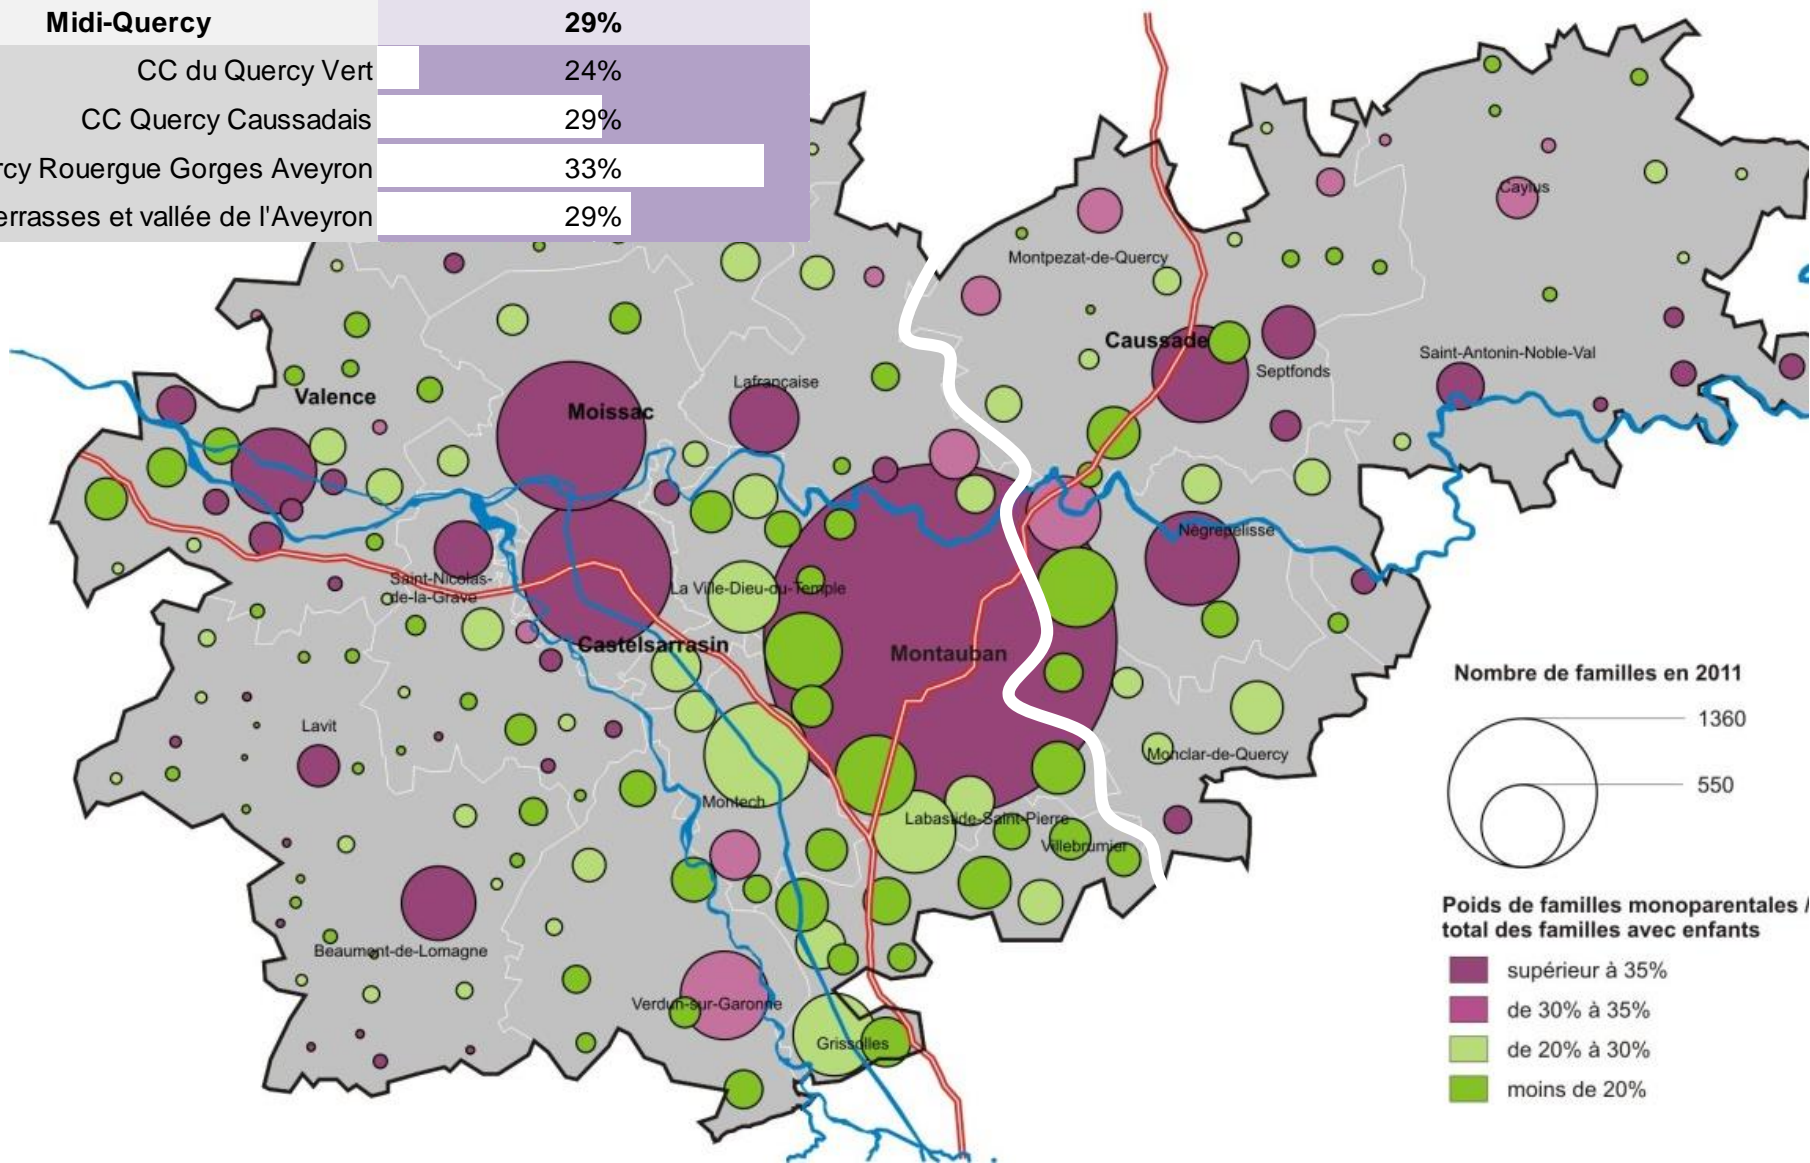 Midi-Quercy 29%
CC du Quercy Vert 24%
CC Quercy Caussadais 29%
rcy Rouergue Gorges Aveyron 33%
errasses et vallée de l'Aveyron 29%
Caylus
Montpezat-de-Quercy
Caussade
Septfonds
Saint-Antonin-Noble-Val
Lafrançaise
Valence
Moissac
Nègrepelisse
Saint-Nicolas-
de-la-Grave
La Ville-Dieu-du-Temple
Castelsarrasin
Montauban
Lavit
Monclar-de-Quercy
Montech
Labastide-Saint-Pierre
Villebrumier
Beaumont-de-Lomagne
Verdun-sur-Garonne
Grissolles
Nombre de familles en 2011
1360
550
Poids de familles monoparentales /
total des familles avec enfants
supérieur à 35%
de 30% à 35%
de 20% à 30%
moins de 20%